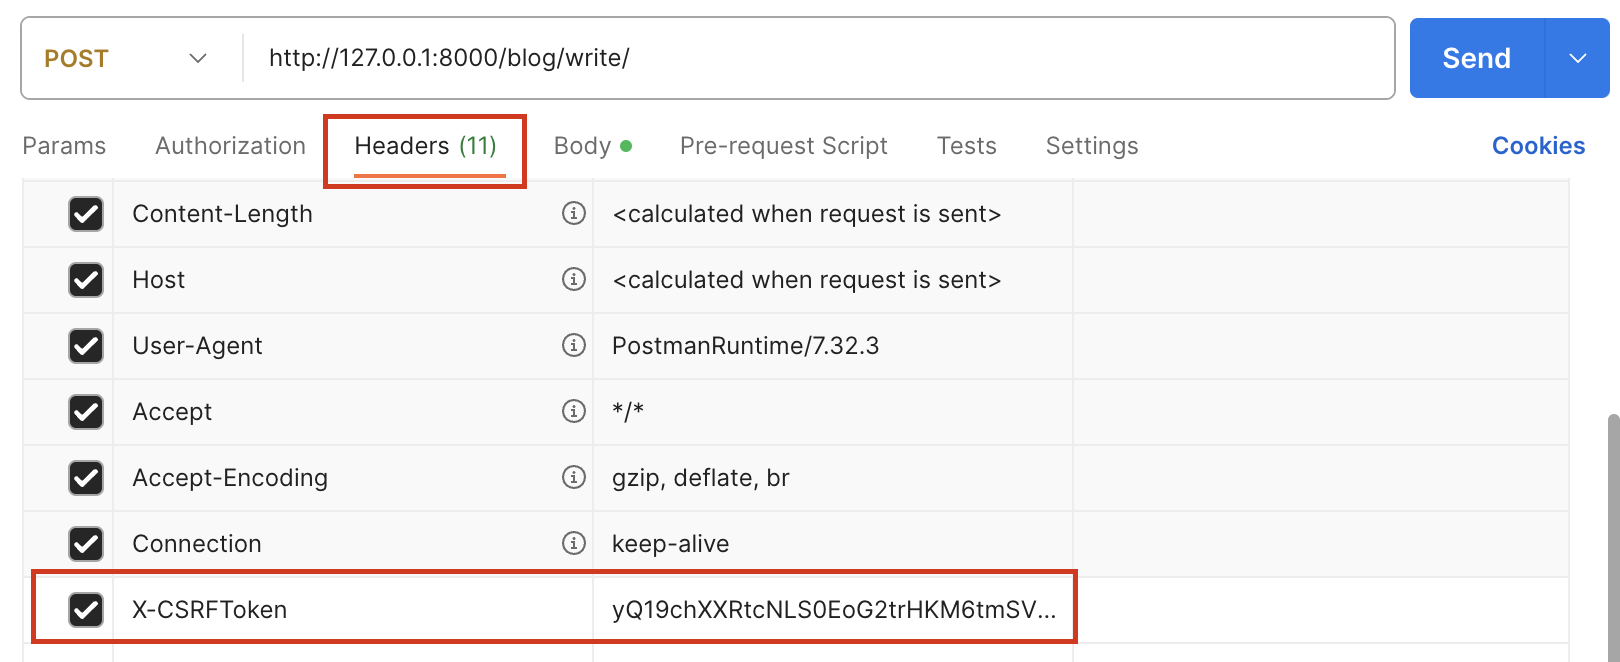 POST http://127.0.0.1:8000/blog/write/ Send
Params Authorization Headers (11) Body Pre-request Script Tests Settings Cookies
Content-Length <calculated when request is sent>
Host <calculated when request is sent>
User-Agent PostmanRuntime/7.32.3
Accept */*
Accept-Encoding gzip, deflate, br
Connection keep-alive
X-CSRFToken yQ19chXXRtcNLS0EoG2trHKM6tmSV...